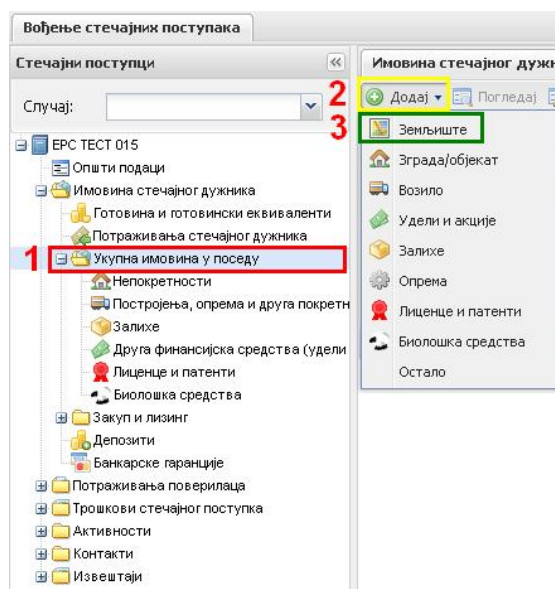 Вођење стечајних поступака
Стечајни поступци
Случај:
ЕРС ТЕСТ 015
Општи подаци
Имовина стечајног дужника
Готовина и готовински еквиваленти
Потраживања стечајног дужника
1 Укупна имовина у поседу
Непокретности
Постројења, опрема и друга покретн
Залихе
Друга финансијска средства (удели
Лиценце и патенти
Биолошка средства
Закуп и лизинг
Депозити
Банкарске гаранције
Потраживања поверилаца
Трошкови стечајног поступка
Активности
Контакти
Извештаји
Имовина стечајног дужн
2 Додај Погледај
3 Земљиште
Зграда/објекат
Возило
Удели и акције
Залихе
Опрема
Лиценце и патенти
Биолошка средства
Остало